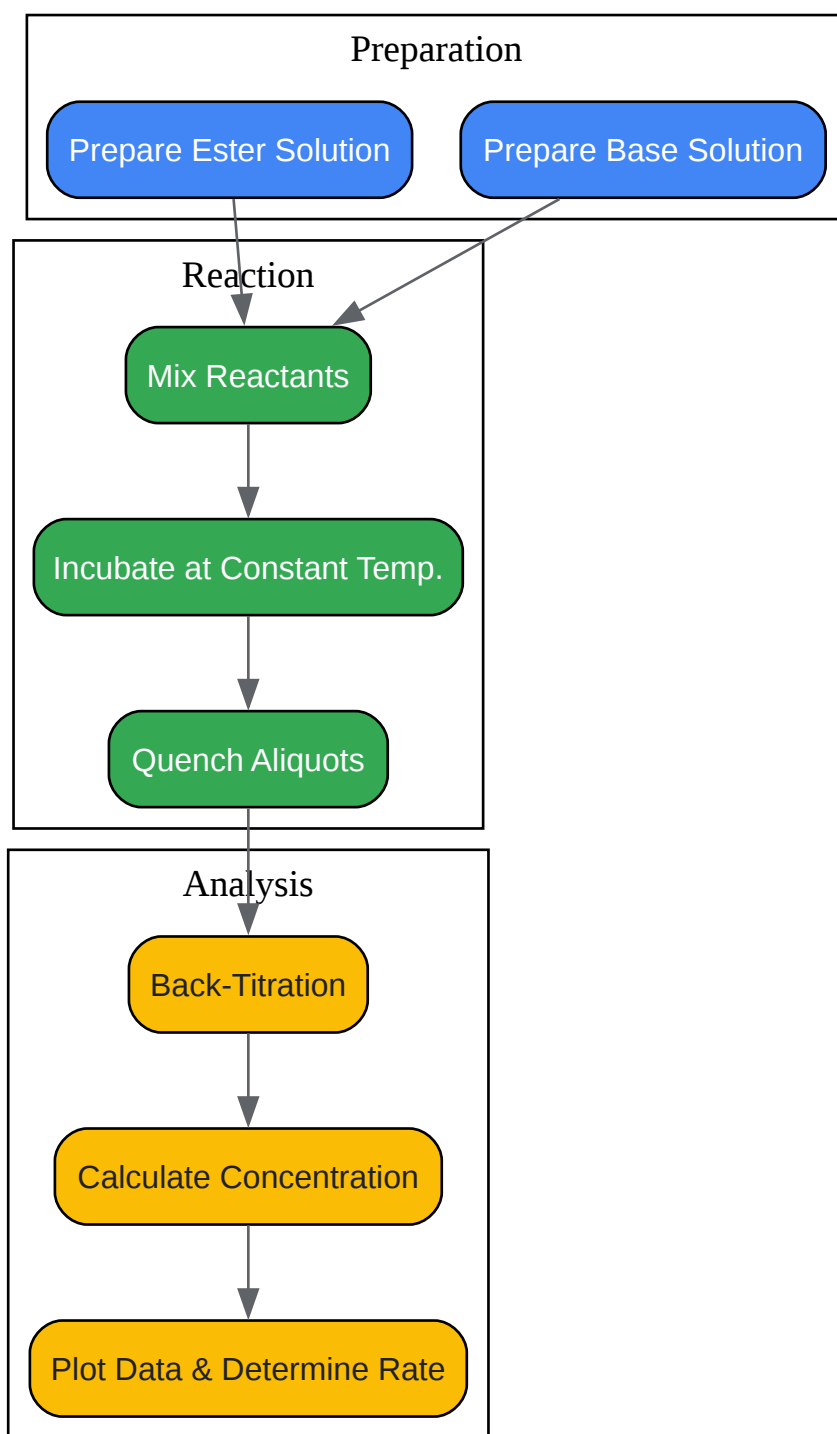 Preparation
Prepare Ester Solution
Prepare Base Solution
Reaction
Mix Reactants
Incubate at Constant Temp.
Quench Aliquots
Analysis
Back-Titration
Calculate Concentration
Plot Data & Determine Rate